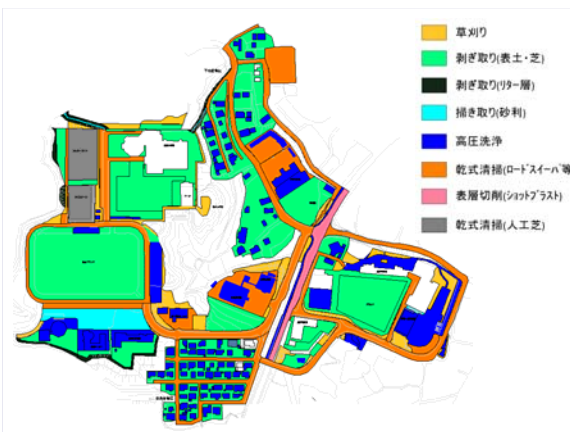 草刈り
剥ぎ取り(表土・芝)
剥ぎ取り(リター層)
掃き取り(砂利)
高圧洗浄
乾式清掃(ロードスイーパ等
表層切削(ショットブラスト)
乾式清掃(人工芝)